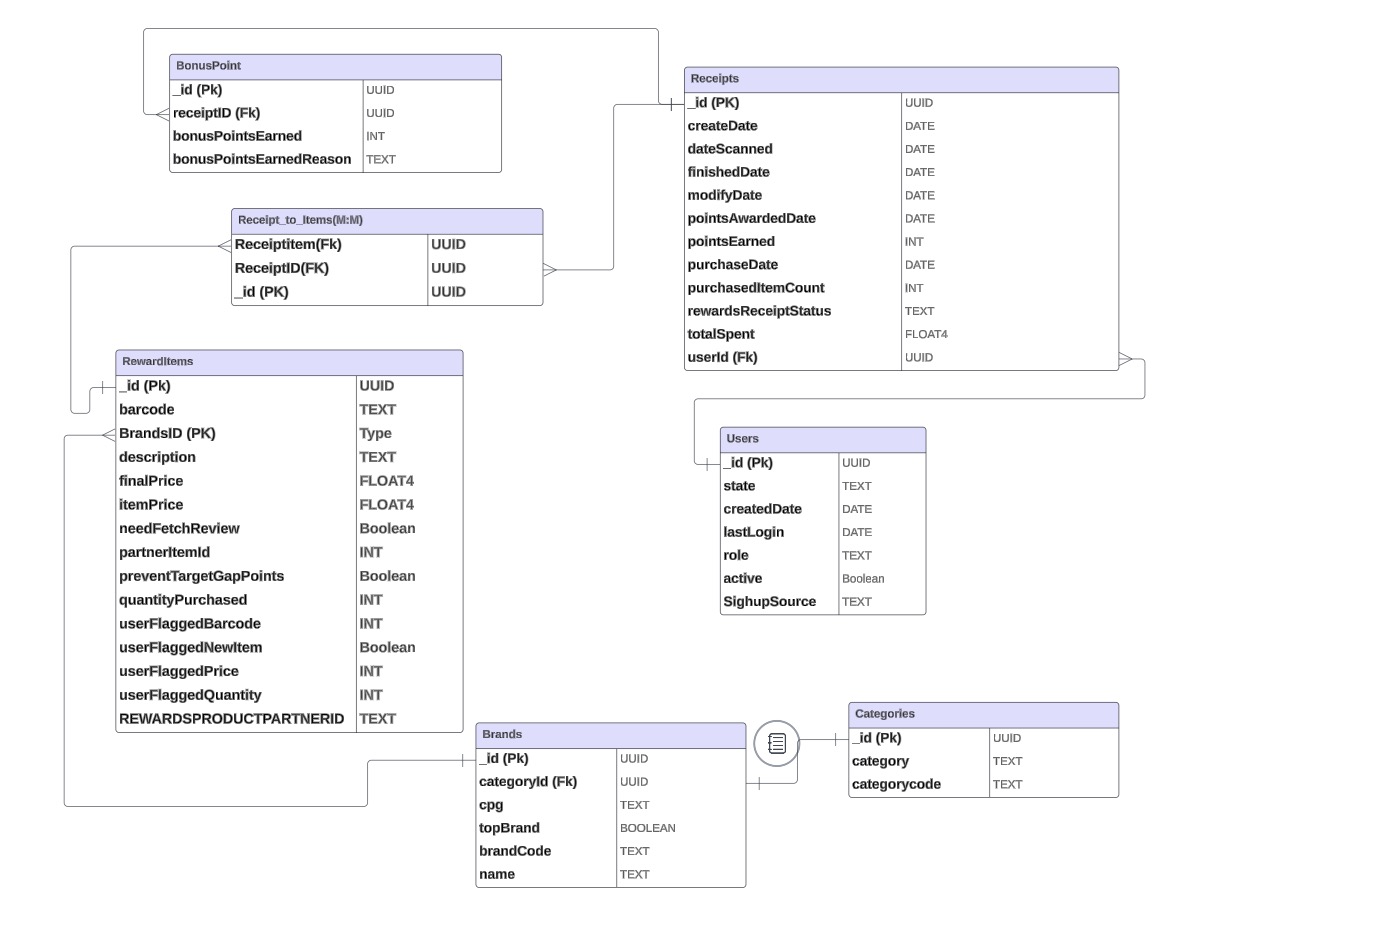 BonusPoint
_id (Pk) UUID
receiptID (Fk) UUID
bonusPointsEarned INT
bonusPointsEarnedReason TEXT
Receipts
_id (PK) UUID
createDate DATE
dateScanned DATE
finishedDate DATE
modifyDate DATE
pointsAwardedDate DATE
pointsEarned INT
purchaseDate DATE
purchasedItemCount INT
rewardsReceiptStatus TEXT
totalSpent FLOAT4
userId (Fk) UUID
Receipt_to_Items(M:M)
ReceiptItem(Fk) UUID
ReceiptID(FK) UUID
_id (PK) UUID
RewardItems
_id (Pk) UUID
barcode TEXT
BrandsID (PK) Type
description TEXT
finalPrice FLOAT4
itemPrice FLOAT4
needFetchReview Boolean
partnerItemId INT
preventTargetGapPoints Boolean
quantityPurchased INT
userFlaggedBarcode INT
userFlaggedNewItem Boolean
userFlaggedPrice INT
userFlaggedQuantity INT
REWARDSPRODUCTPARTNERID TEXT
Users
_id (Pk) UUID
state TEXT
createdDate DATE
lastLogin DATE
role TEXT
active Boolean
SighupSource TEXT
Brands
_id (Pk) UUID
categoryId (Fk) UUID
cpg TEXT
topBrand BOOLEAN
brandCode TEXT
name TEXT
Categories
_id (Pk) UUID
category TEXT
categorycode TEXT